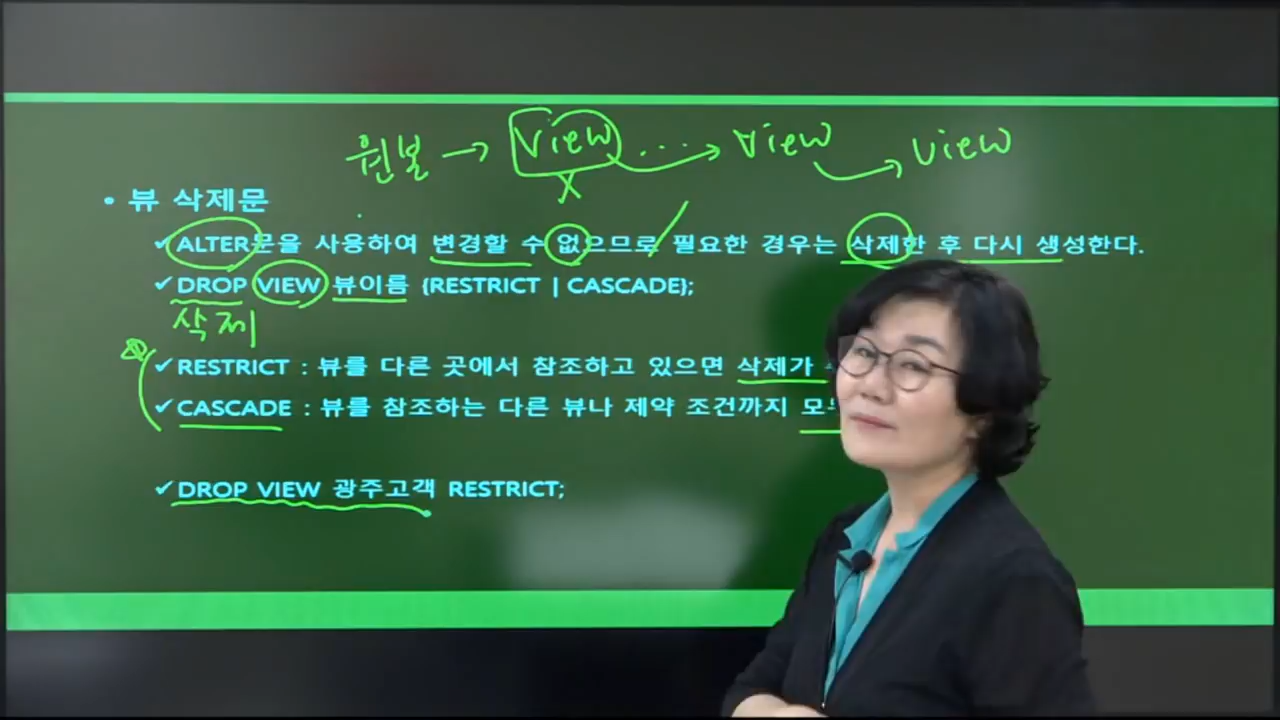 원본 → View ... View View
X
• 뷰 삭제문
✓ ALTER문을 사용하여 변경할 수 없으므로 필요한 경우는 삭제한 후 다시 생성한다.
✓ DROP VIEW 뷰이름 {RESTRICT | CASCADE};
삭제
✓ RESTRICT : 뷰를 다른 곳에서 참조하고 있으면 삭제가
✓ CASCADE : 뷰를 참조하는 다른 뷰나 제약 조건까지
✓ DROP VIEW 광주고객 RESTRICT;